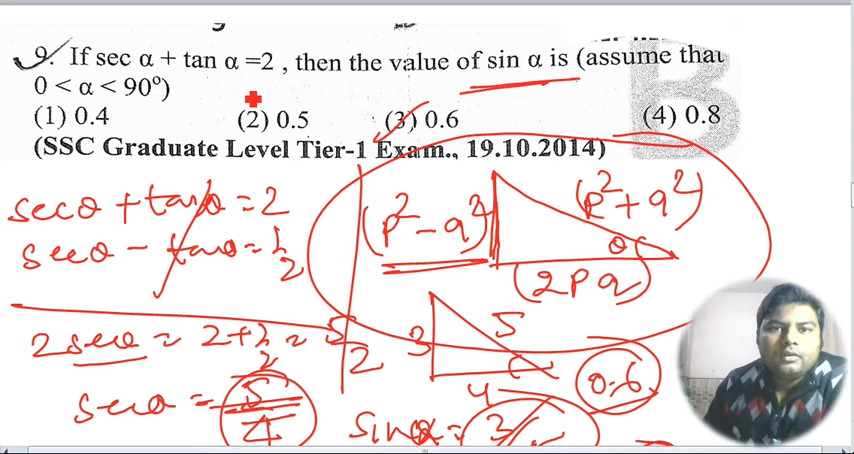 9. If sec α + tan α =2 , then the value of sin α is (assume that
0 < α < 90°)
(1) 0.4 (2) 0.5 (3) 0.6 (4) 0.8
(SSC Graduate Level Tier-1 Exam., 19.10.2014)
secθ + tanθ = 2
secθ - tanθ = 1/2
2secθ = 2+1/2 = 5/2
secθ = 5/4
(p²-q²)
(p²+q²)
θ
(2pq)
3
5
4
0.6
sinα = 3/
B